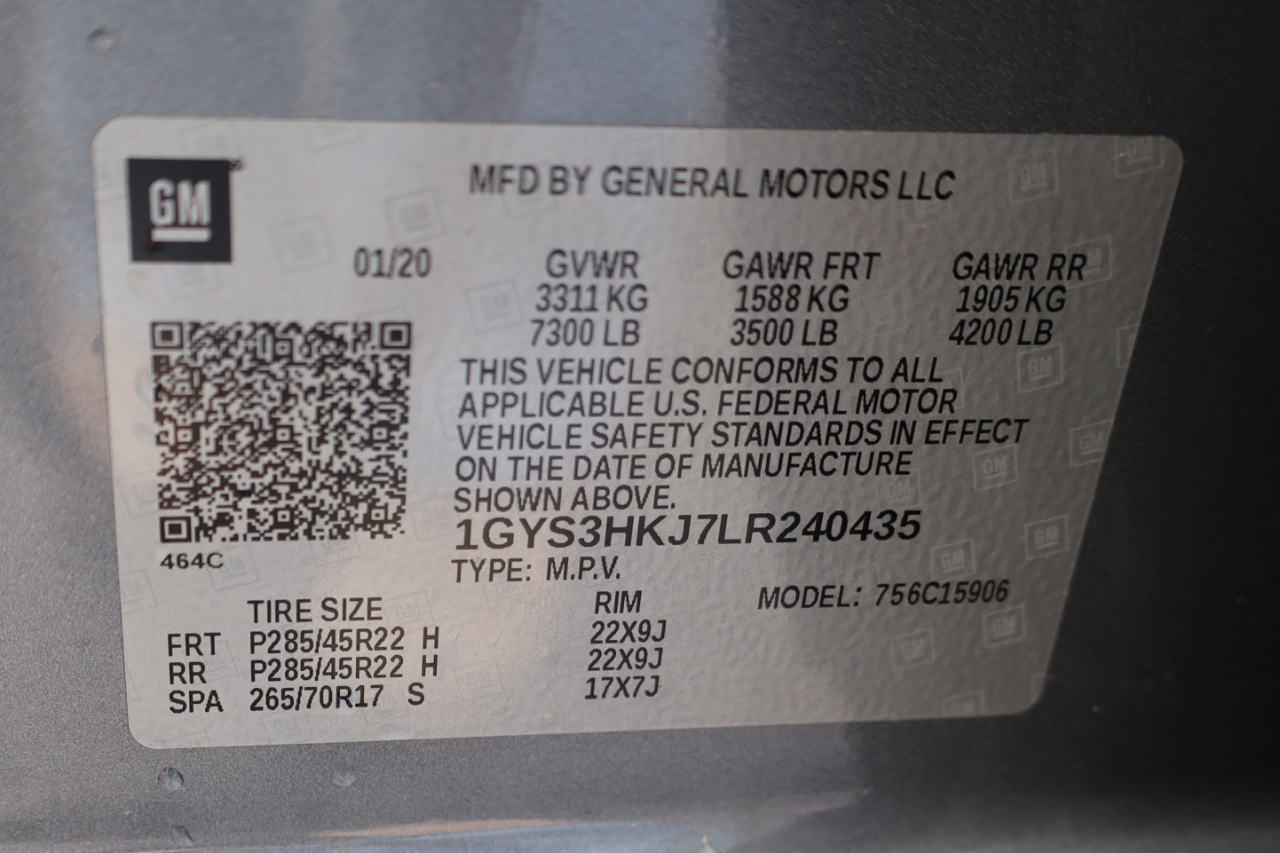 GM
MFD BY GENERAL MOTORS LLC
01/20 GVWR GAWR FRT GAWR RR
3311 KG 1588 KG 1905 KG
7300 LB 3500 LB 4200 LB
THIS VEHICLE CONFORMS TO ALL
APPLICABLE U.S. FEDERAL MOTOR
VEHICLE SAFETY STANDARDS IN EFFECT
ON THE DATE OF MANUFACTURE
SHOWN ABOVE.
1GYS3HKJ7LR240435
464C
TYPE: M.P.V.
MODEL: 756C15906
TIRE SIZE RIM
FRT P285/45R22 H 22X9J
RR P285/45R22 H 22X9J
SPA 265/70R17 S 17X7J